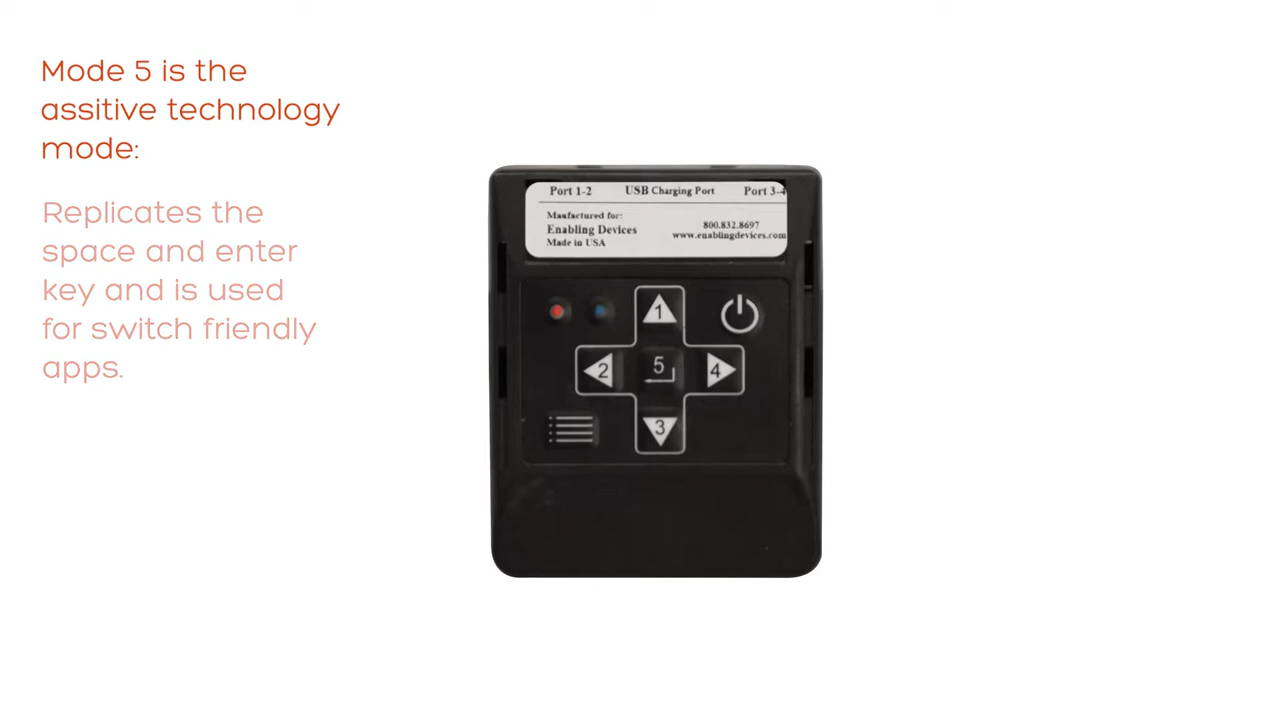 Mode 5 is the
assitive technology
mode:
Replicates the
space and enter
key and is used
for switch friendly
apps.
Port 1-2 USB Charging Port Port 3-4
Maufactured for:
Enabling Devices
Made in USA
800.832.8697
www.enablingdevices.com
1
2 5 4
3